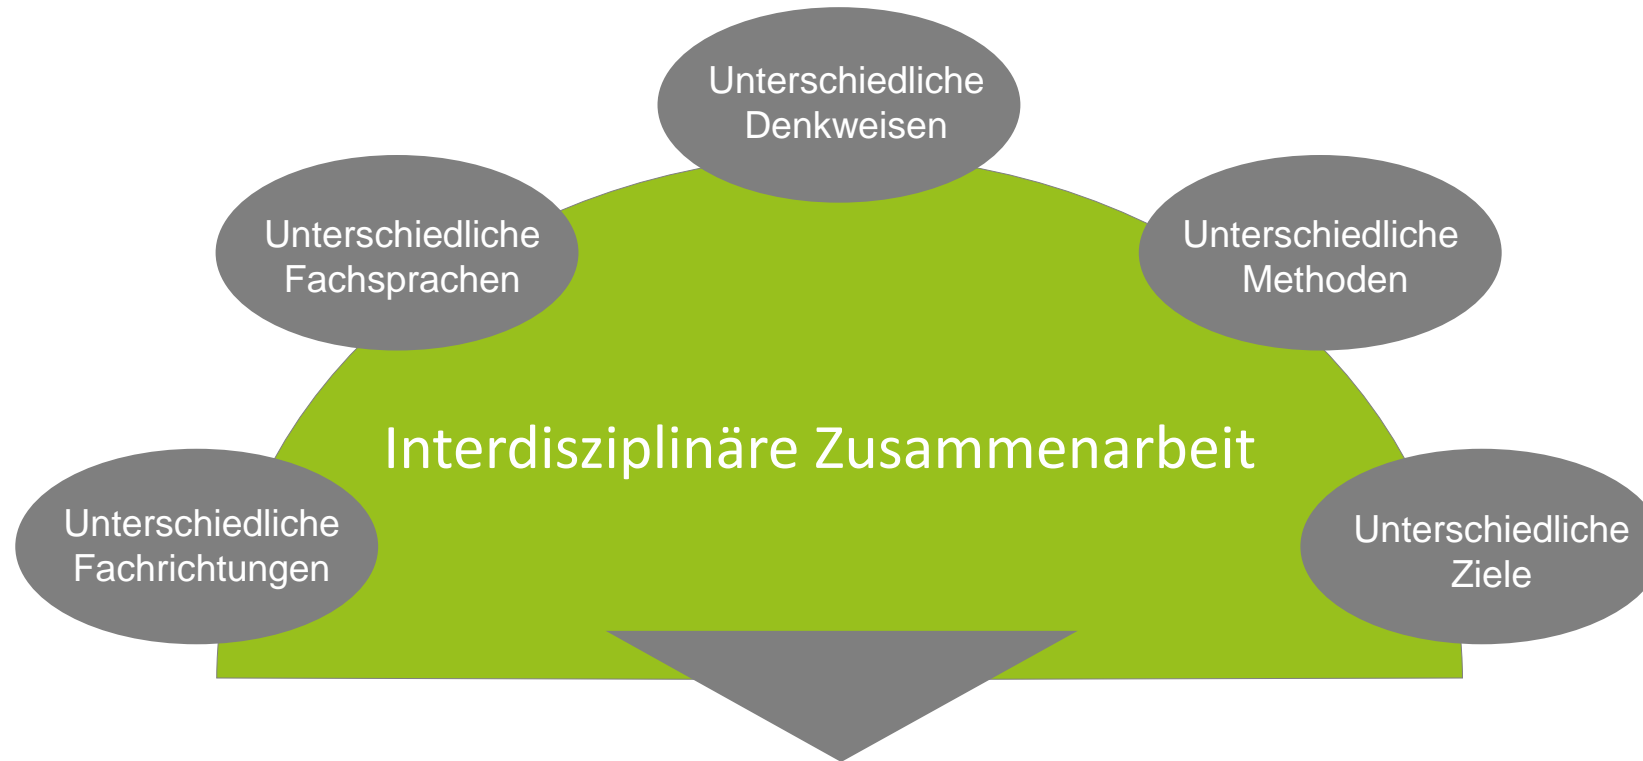 Unterschiedliche
Denkweisen
Unterschiedliche
Fachsprachen
Unterschiedliche
Methoden
Interdisziplinäre Zusammenarbeit
Unterschiedliche
Fachrichtungen
Unterschiedliche
Ziele